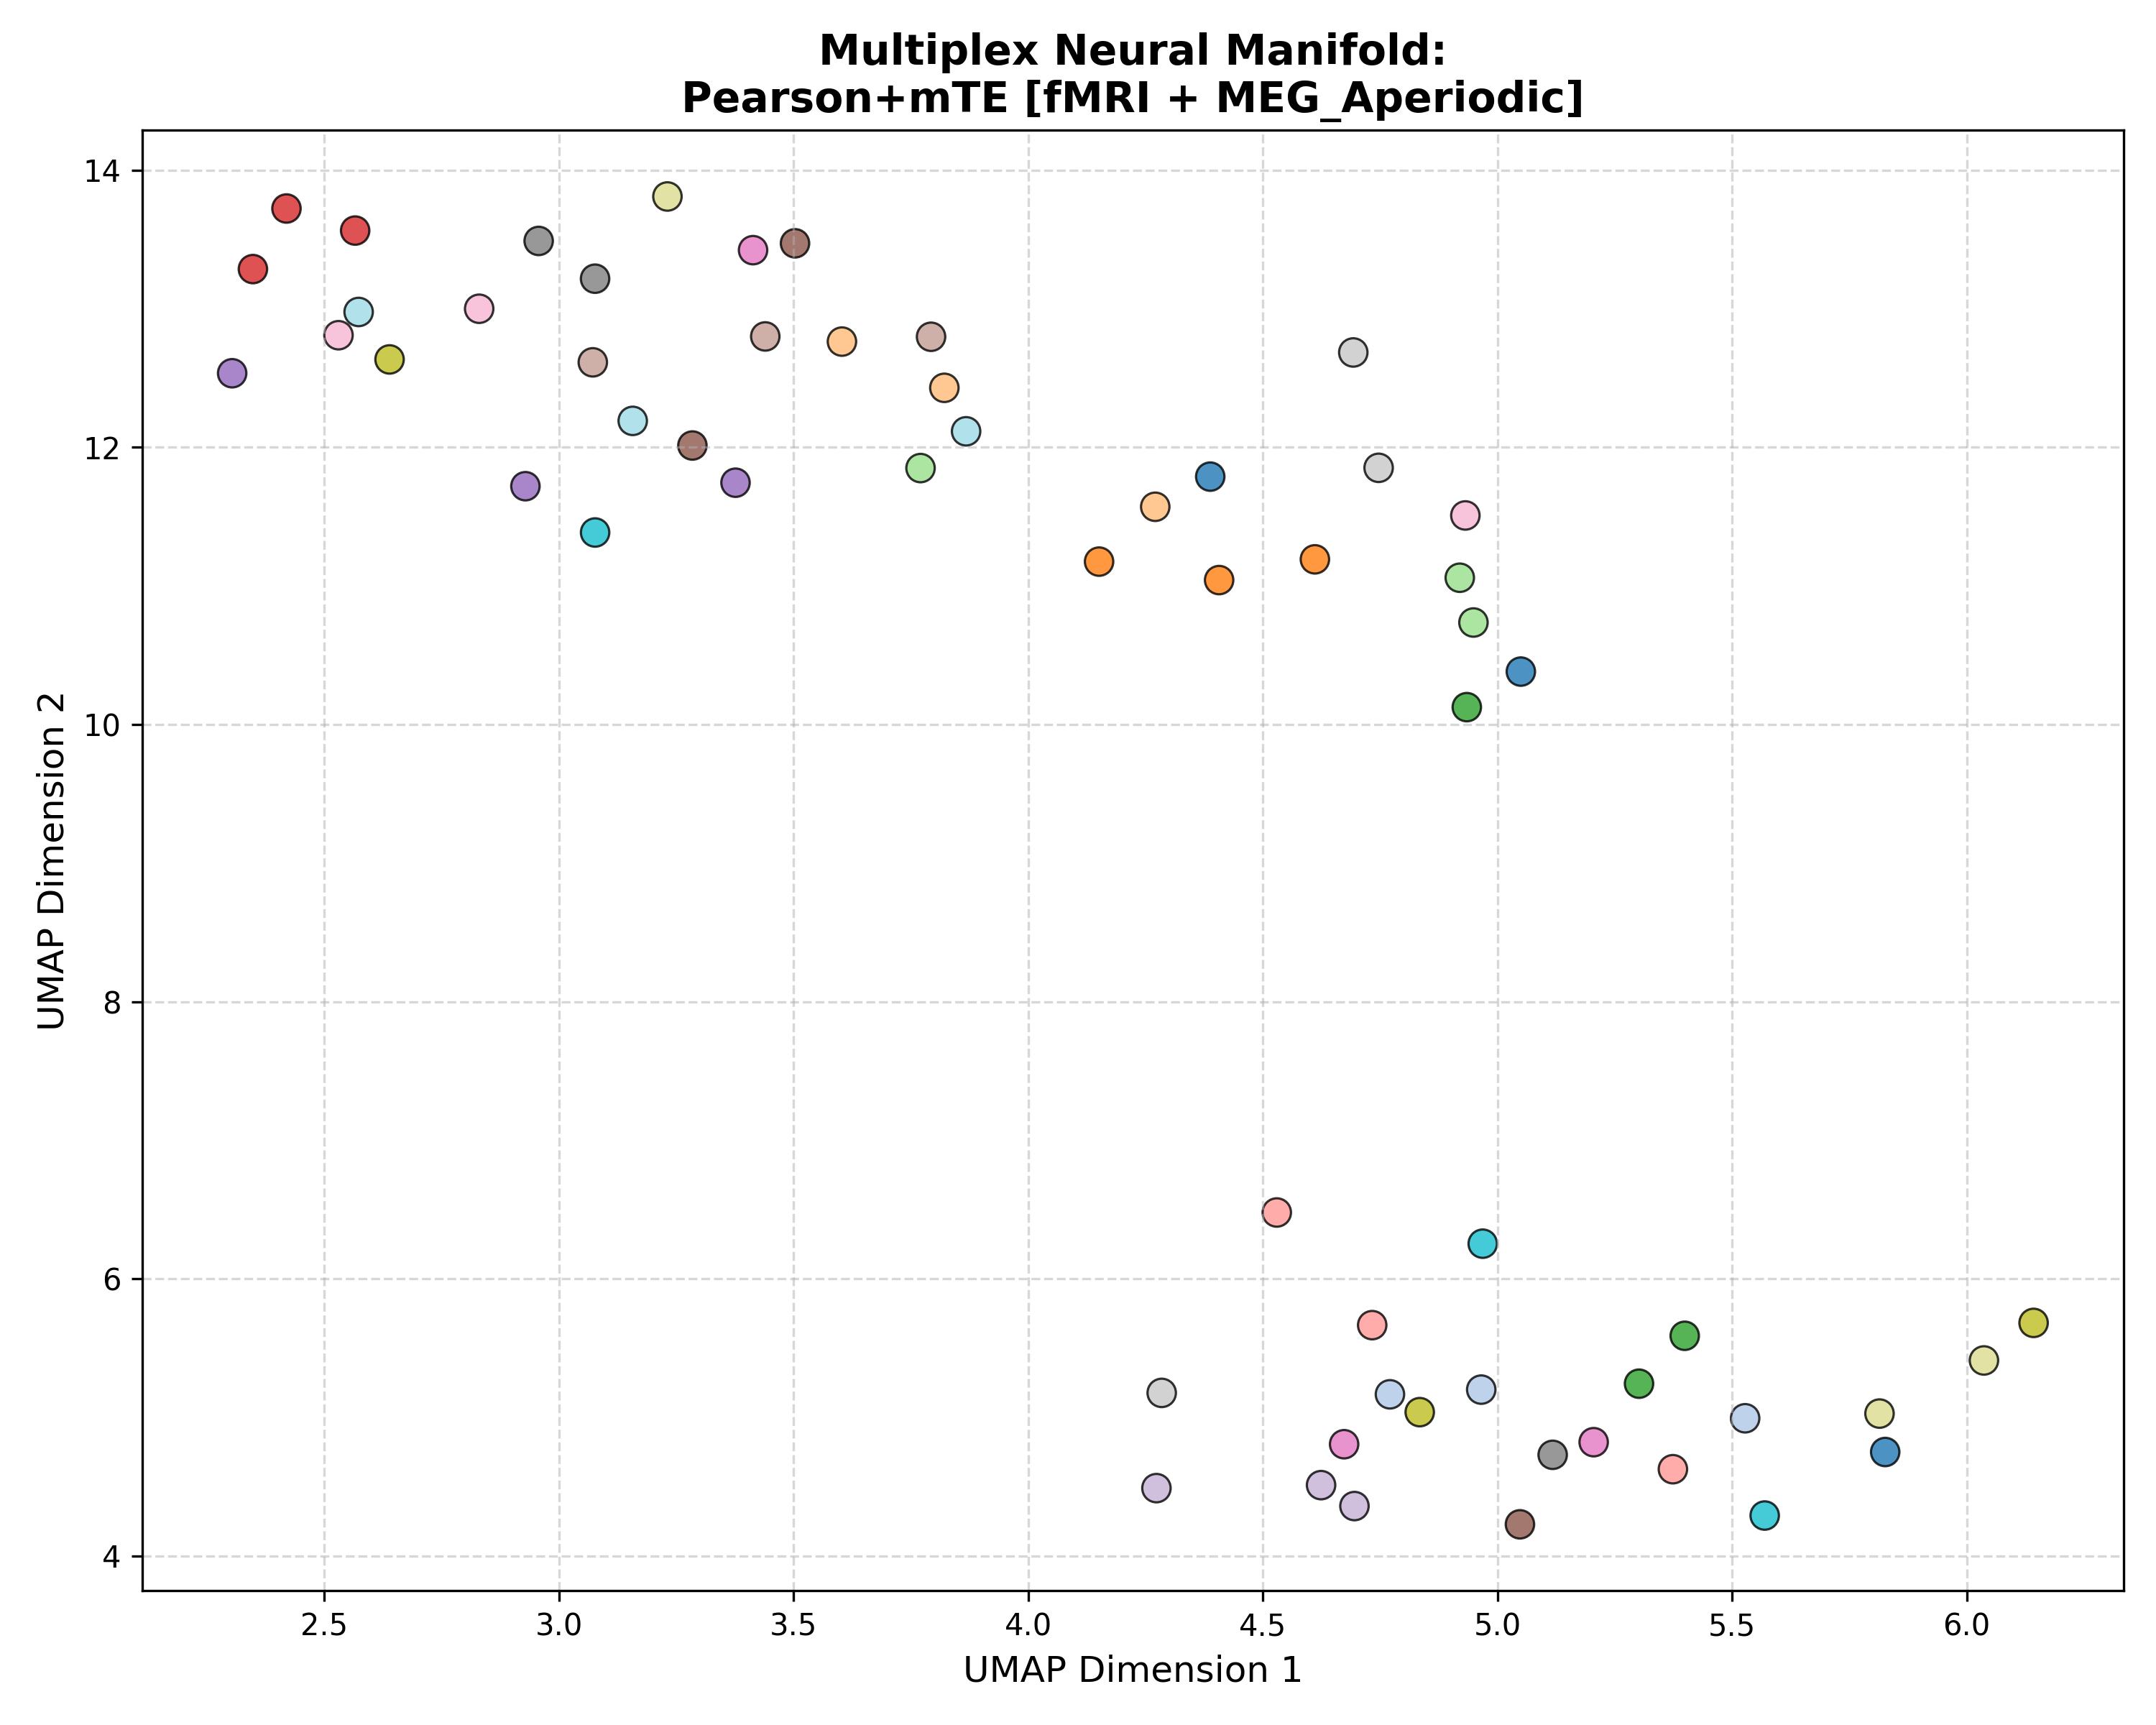 Multiplex Neural Manifold:
Pearson+mTE [fMRI + MEG_Aperiodic]
14
12
10
8
6
4
UMAP Dimension 2
2.5 3.0 3.5 4.0 4.5 5.0 5.5 6.0
UMAP Dimension 1